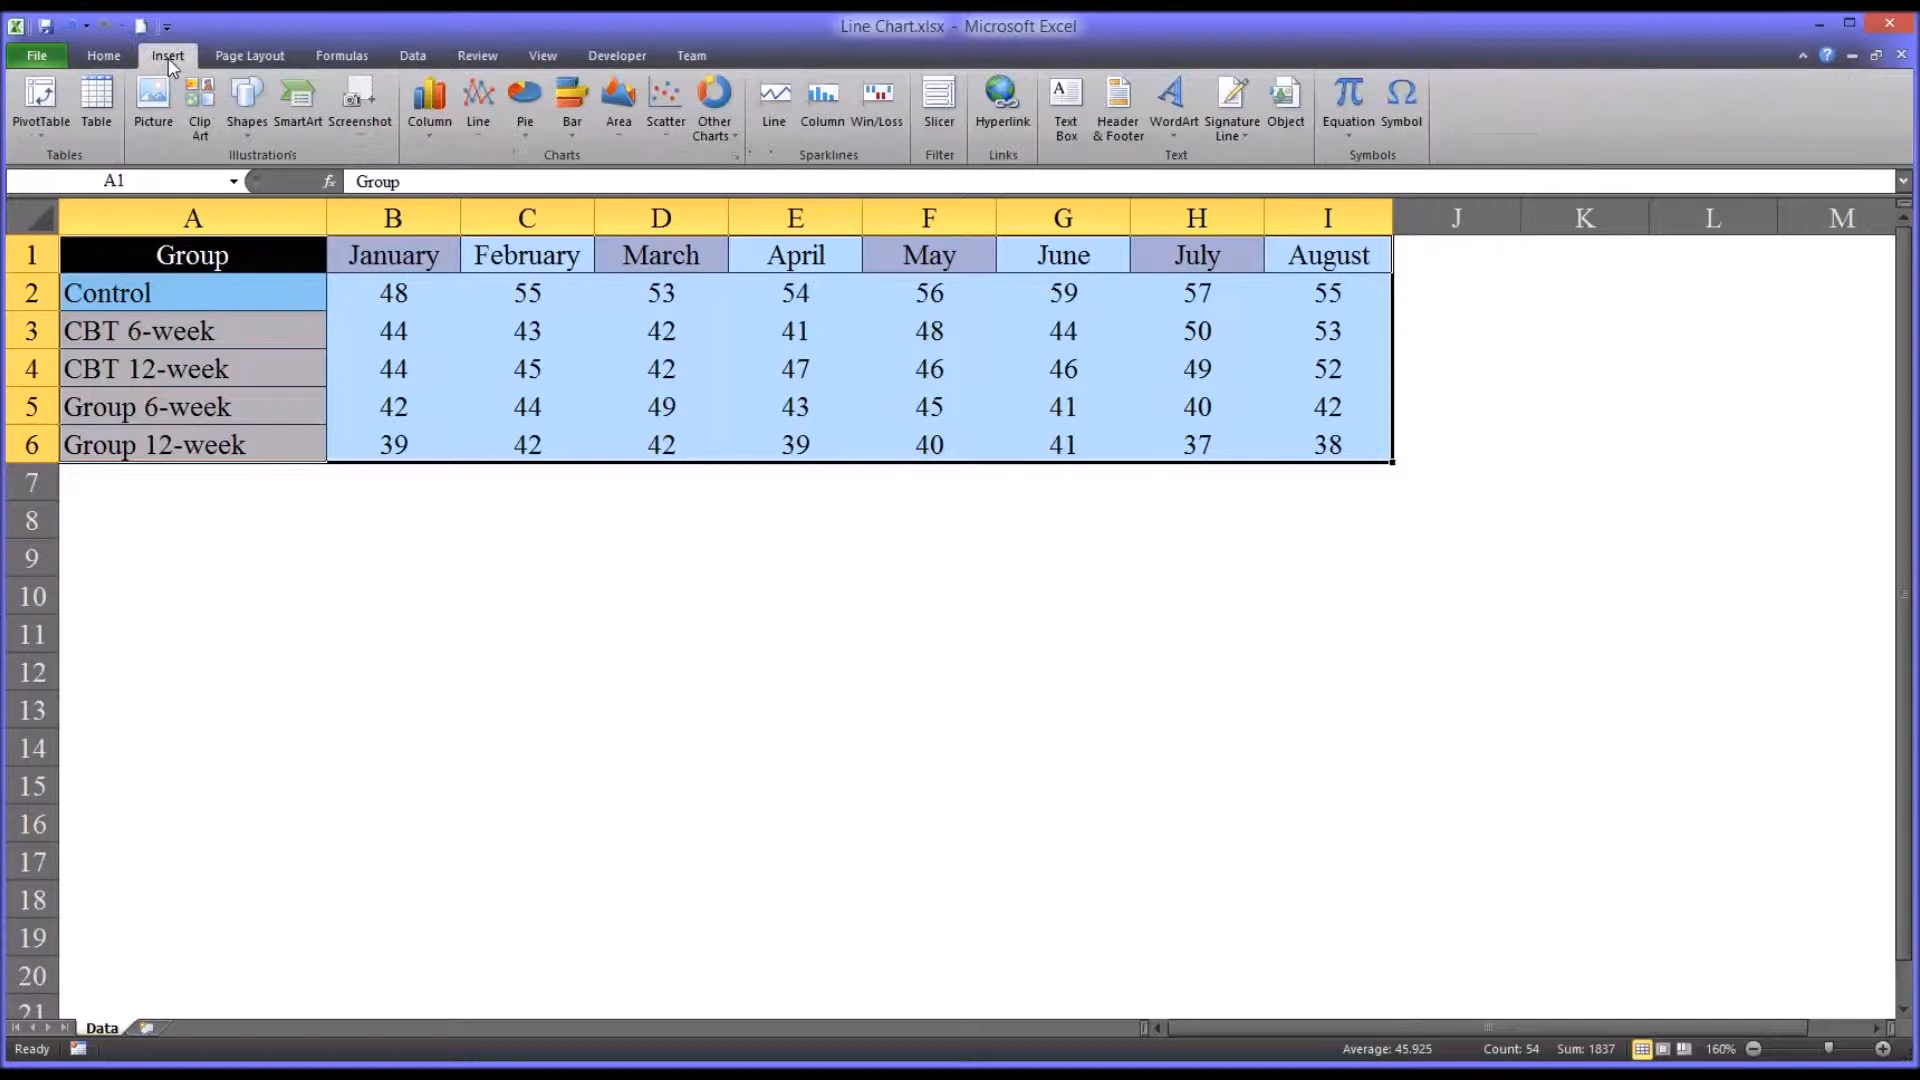 Line Chart.xlsx - Microsoft Excel
File Home Insert Page Layout Formulas Data Review View Developer Team
PivotTable Table Picture Clip Art Shapes SmartArt Screenshot Column Line Pie Bar Area Scatter Other Charts Line Column Win/Loss Slicer Hyperlink Text Box Header & Footer WordArt Signature Line Object Equation Symbol
Tables Illustrations Charts Sparklines Filter Links Text Symbols
A1 fx Group
A B C D E F G H I J K L M
1 Group January February March April May June July August
2 Control 48 55 53 54 56 59 57 55
3 CBT 6-week 44 43 42 41 48 44 50 53
4 CBT 12-week 44 45 42 47 46 46 49 52
5 Group 6-week 42 44 49 43 45 41 40 42
6 Group 12-week 39 42 42 39 40 41 37 38
7
8
9
10
11
12
13
14
15
16
17
18
19
20
21
Data
Ready Average: 45.925 Count: 54 Sum: 1837 160%